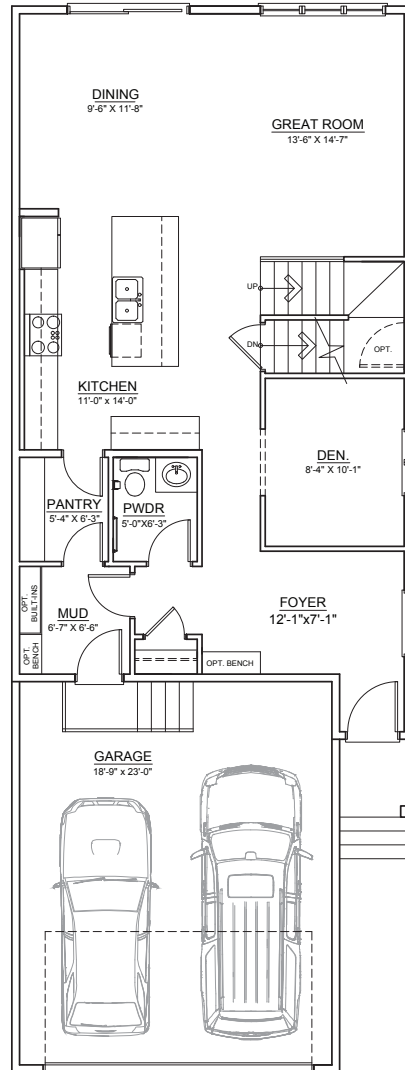 DINING
9'-6" X 11'-8"
GREAT ROOM
13'-6" X 14'-7"
UP
DN
OPT.
KITCHEN
11'-0" x 14'-0"
DEN.
8'-4" X 10'-1"
PANTRY
5'-4" X 6'-3"
PWDR
5'-0"X6'-3"
OPT.
BUILT-INS
MUD
6'-7" X 6'-6"
OPT.
BENCH
FOYER
12'-1"x7'-1"
OPT. BENCH
GARAGE
18'-9" x 23'-0"